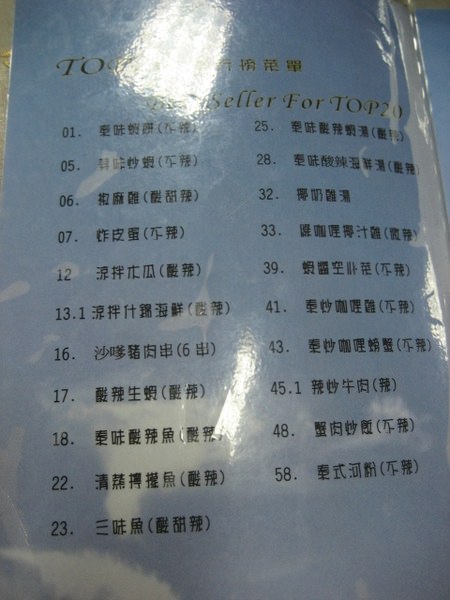 TOP 行榜菜單
Best Seller For TOP20
01. 泰味蝦餅(不辣)
05. 蒜味炒蝦(不辣)
06. 椒麻雞(酸甜辣)
07. 炸皮蛋(不辣)
12 涼拌木瓜(酸辣)
13.1 涼拌什錦海鮮(酸辣)
16. 沙嗲豬肉串(6串)
17. 酸辣生蝦(酸辣)
18. 泰味酸辣魚(酸辣)
22. 清蒸檸檬魚(酸辣)
23. 三味魚(酸甜辣)
25. 泰味酸辣蝦湯(酸辣)
28. 泰味酸辣海鮮湯(酸辣)
32. 椰奶雞湯
33. 綠咖哩椰汁雞(微辣)
39. 蝦醬空心菜(不辣)
41. 泰炒咖哩雞(不辣)
43. 泰炒咖哩螃蟹(不辣)
45.1 辣炒牛肉(辣)
48. 蟹肉炒飯(不辣)
58. 泰式河粉(不辣)